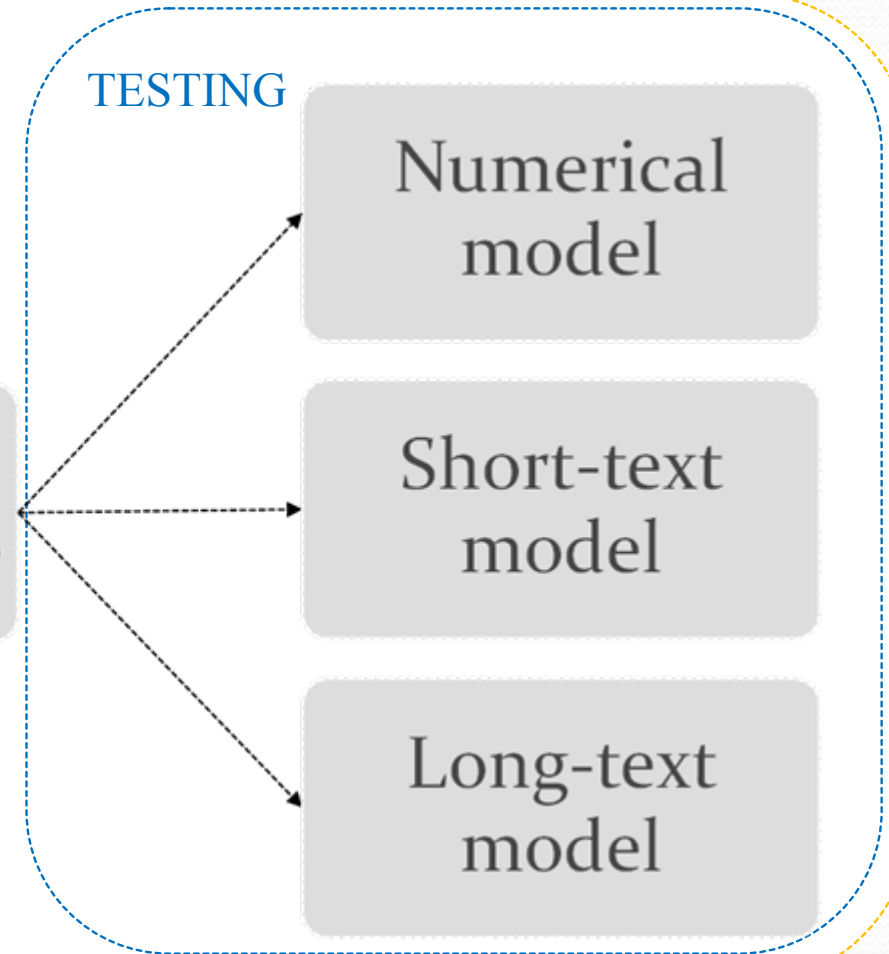 TESTING
Numerical
model
Short-text
model
Long-text
model